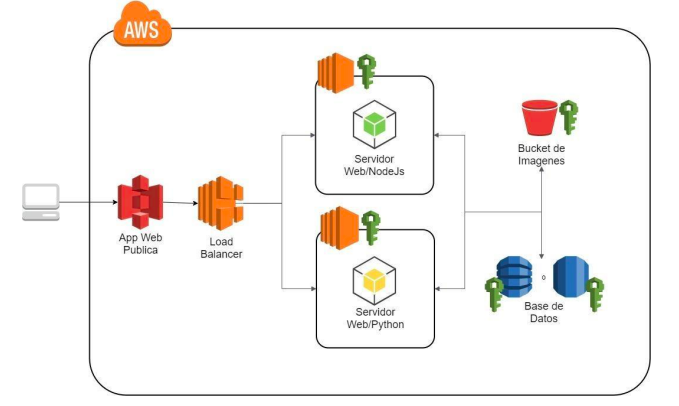 AWS
Servidor
Web/NodeJs
Bucket de
Imagenes
App Web
Publica
Load
Balancer
Servidor
Web/Python
o
Base de
Datos